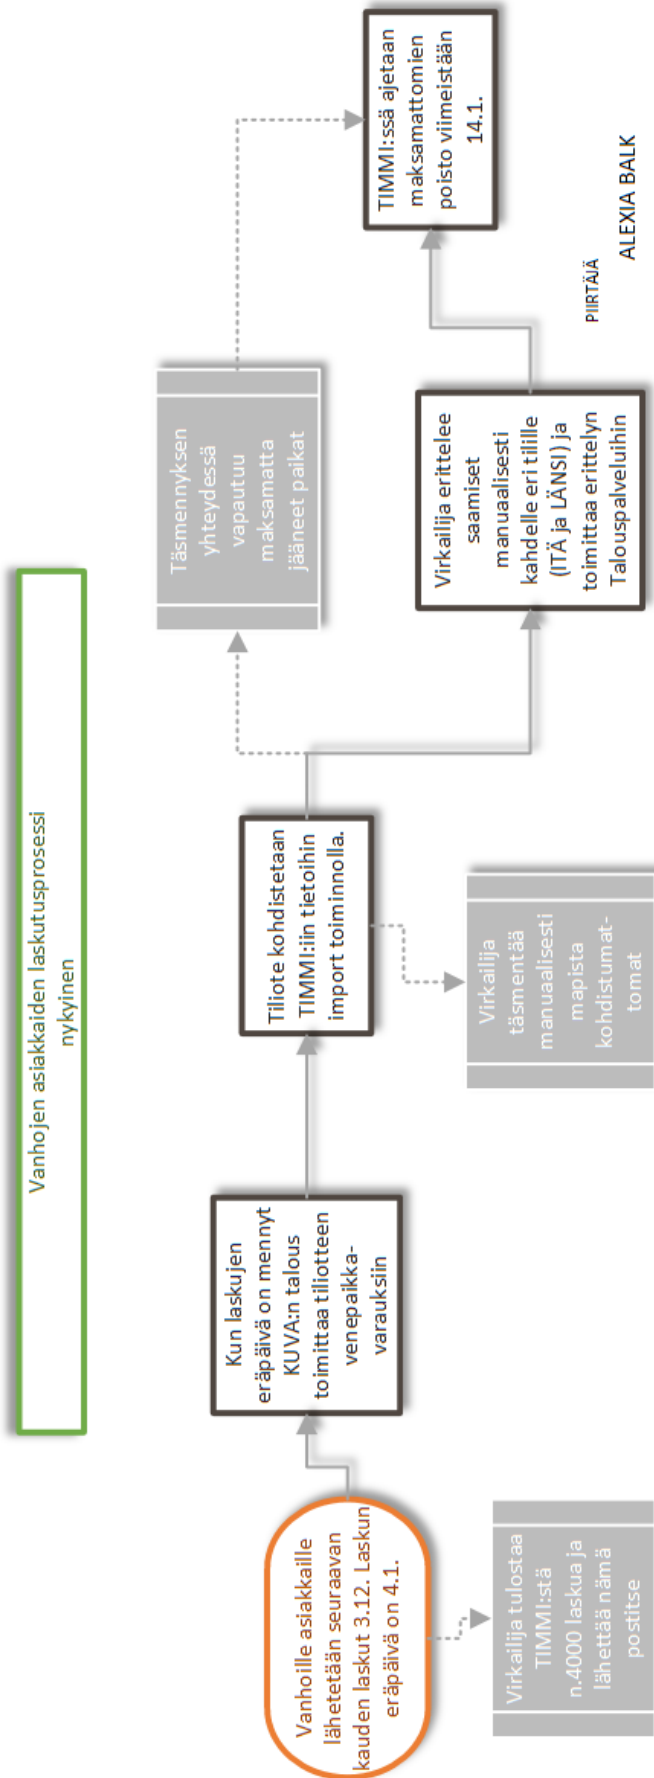 Vanhojen asiakkaiden laskutusprosessi
nykyinen
Vanhoille asiakkaille
lähetetään seuraavan
kauden laskut 3.12. Laskun
eräpäivä on 4.1.
Virkailija tulostaa
TIMMI:stä
n.4000 laskua ja
lähettää nämä
postitse
Kun laskujen
eräpäivä on mennyt
KUVA:n talous
toimittaa tiliotteen
venepaikka-
varauksiin
Tiliote kohdistetaan
TIMMI:iin tietoihin
import toiminnolla.
Virkailija
täsmentää
manuaalisesti
mapista
kohdistumat-
tomat
Täsmennyksen
yhteydessä
vapautuu
maksamatta
jääneet paikat
Virkailija erittelee
saamiset
manuaalisesti
kahdelle eri tilille
(ITÄ ja LÄNSI) ja
toimittaa erittelyn
Talouspalveluihin
TIMMI:ssä ajetaan
maksamattomien
poisto viimeistään
14.1.
PIIRTÄJÄ
ALEXIA BALK